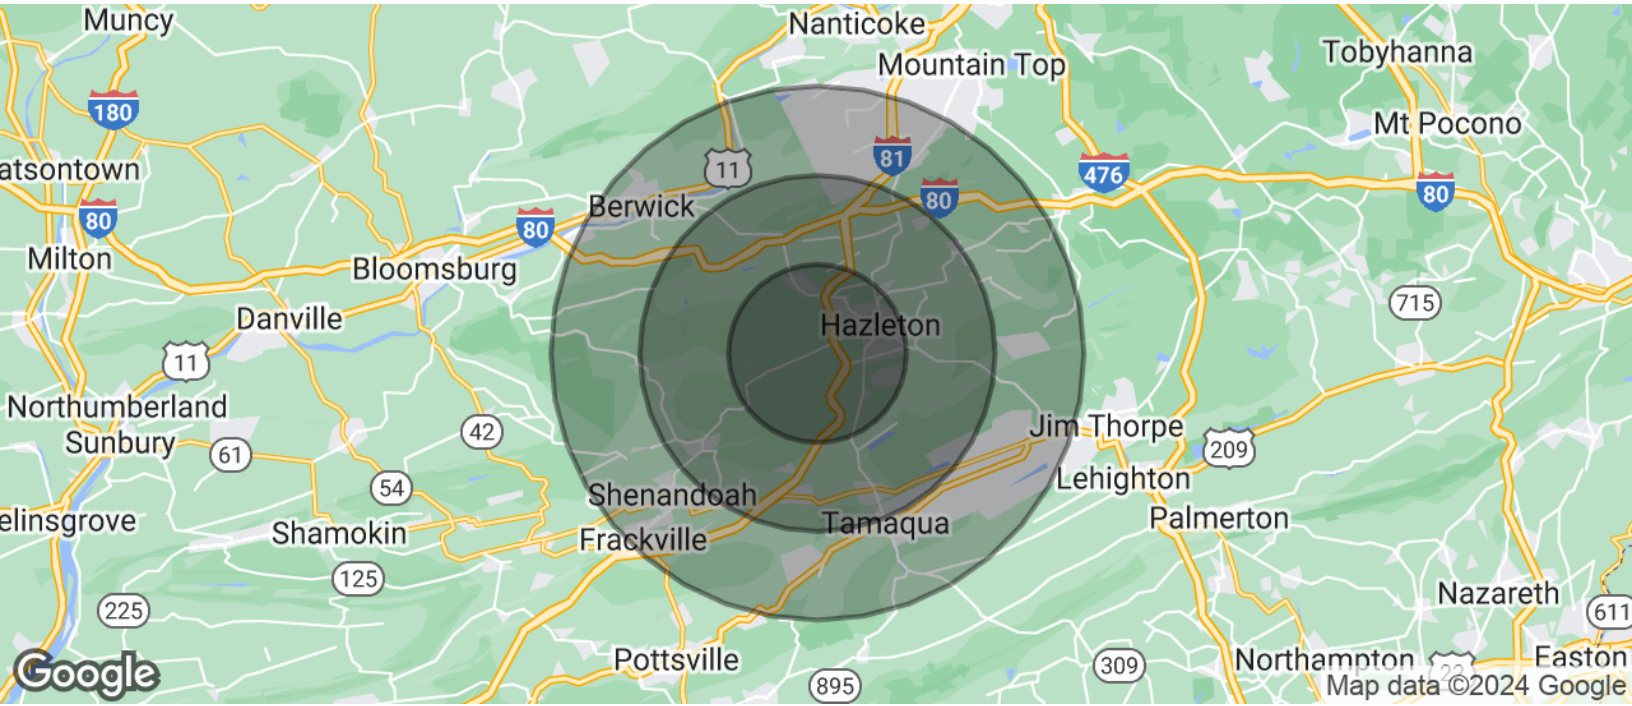 Muncy
Nanticoke
Mountain Top
Tobyhanna
180
Mt Pocono
81
11
atsontown
476
80
80
Berwick
80
80
Milton
Bloomsburg
715
Danville
Hazleton
11
Northumberland
Jim Thorpe
42
Sunbury
61
209
54
Lehighton
Shenandoah
elinsgrove
Shamokin
Tamaqua
Palmerton
Frackville
125
Nazareth
225
611
Pottsville
309
Northampton
22
Easton
Google
895
Map data ©2024 Google